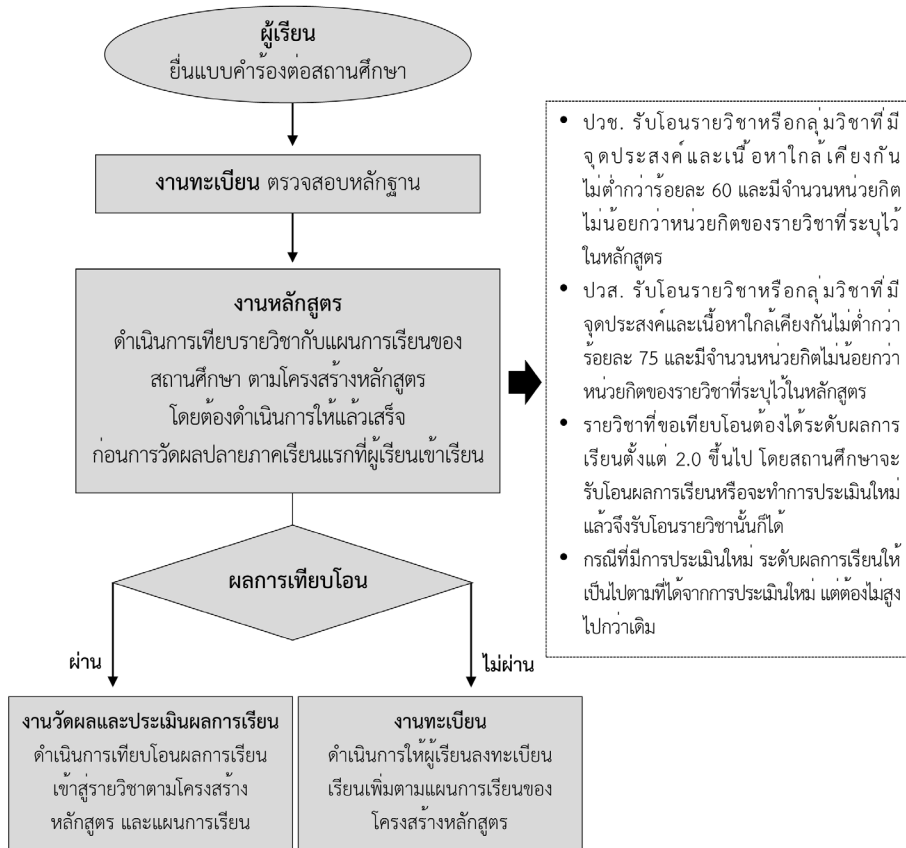 ผู้เรียน
ยื่นแบบคำร้องต่อสถานศึกษา
งานทะเบียน ตรวจสอบหลักฐาน
งานหลักสูตร
ดำเนินการเทียบรายวิชากับแผนการเรียนของ
สถานศึกษา ตามโครงสร้างหลักสูตร
โดยต้องดำเนินการให้แล้วเสร็จ
ก่อนการวัดผลปลายภาคเรียนแรกที่ผู้เรียนเข้าเรียน
• ปวช. รับโอนรายวิชาหรือกลุ่มวิชาที่มี
จุดประสงค์และเนื้อหาใกล้เคียงกัน
ไม่ต่ำกว่าร้อยละ 60 และมีจำนวนหน่วยกิต
ไม่น้อยกว่าหน่วยกิตของรายวิชาที่ระบุไว้
ในหลักสูตร
• ปวส. รับโอนรายวิชาหรือกลุ่มวิชาที่มี
จุดประสงค์และเนื้อหาใกล้เคียงกันไม่ต่ำกว่า
ร้อยละ 75 และมีจำนวนหน่วยกิตไม่น้อยกว่า
หน่วยกิตของรายวิชาที่ระบุไว้ในหลักสูตร
• รายวิชาที่ขอเทียบโอนต้องได้ระดับผลการ
เรียนตั้งแต่ 2.0 ขึ้นไป โดยสถานศึกษาจะ
รับโอนผลการเรียนหรือจะทำการประเมินใหม่
แล้วจึงรับโอนรายวิชานั้นก็ได้
• กรณีที่มีการประเมินใหม่ ระดับผลการเรียนให้
เป็นไปตามที่ได้จากการประเมินใหม่ แต่ต้องไม่สูง
ไปกว่าเดิม
ผลการเทียบโอน
ผ่าน
ไม่ผ่าน
งานวัดผลและประเมินผลการเรียน
ดำเนินการเทียบโอนผลการเรียน
เข้าสู่รายวิชาตามโครงสร้าง
หลักสูตร และแผนการเรียน
งานทะเบียน
ดำเนินการให้ผู้เรียนลงทะเบียน
เรียนเพิ่มตามแผนการเรียนของ
โครงสร้างหลักสูตร